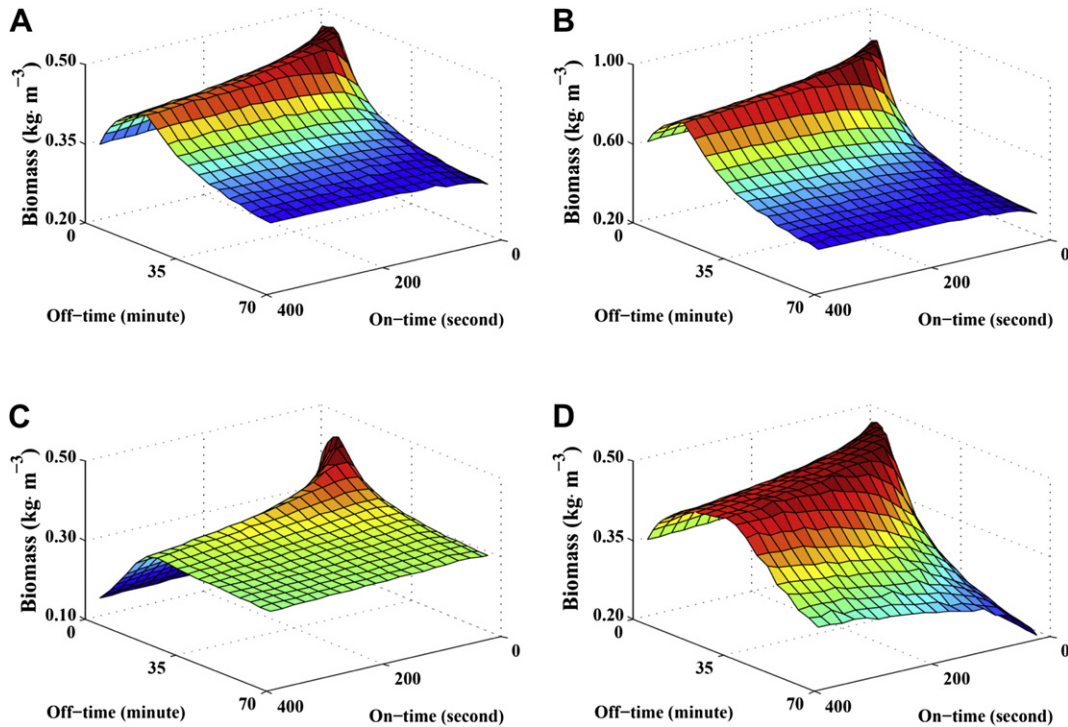 A
B
0.50
0.35
0.20
0
35
70
400
200
0
Biomass (kg· m⁻³)
Off−time (minute)
On−time (second)
1.00
0.60
0.20
0
35
70
400
200
0
Biomass (kg· m⁻³)
Off−time (minute)
On−time (second)
C
D
0.50
0.30
0.10
0
35
70
400
200
0
Biomass (kg· m⁻³)
Off−time (minute)
On−time (second)
0.50
0.35
0.20
0
35
70
400
200
0
Biomass (kg· m⁻³)
Off−time (minute)
On−time (second)